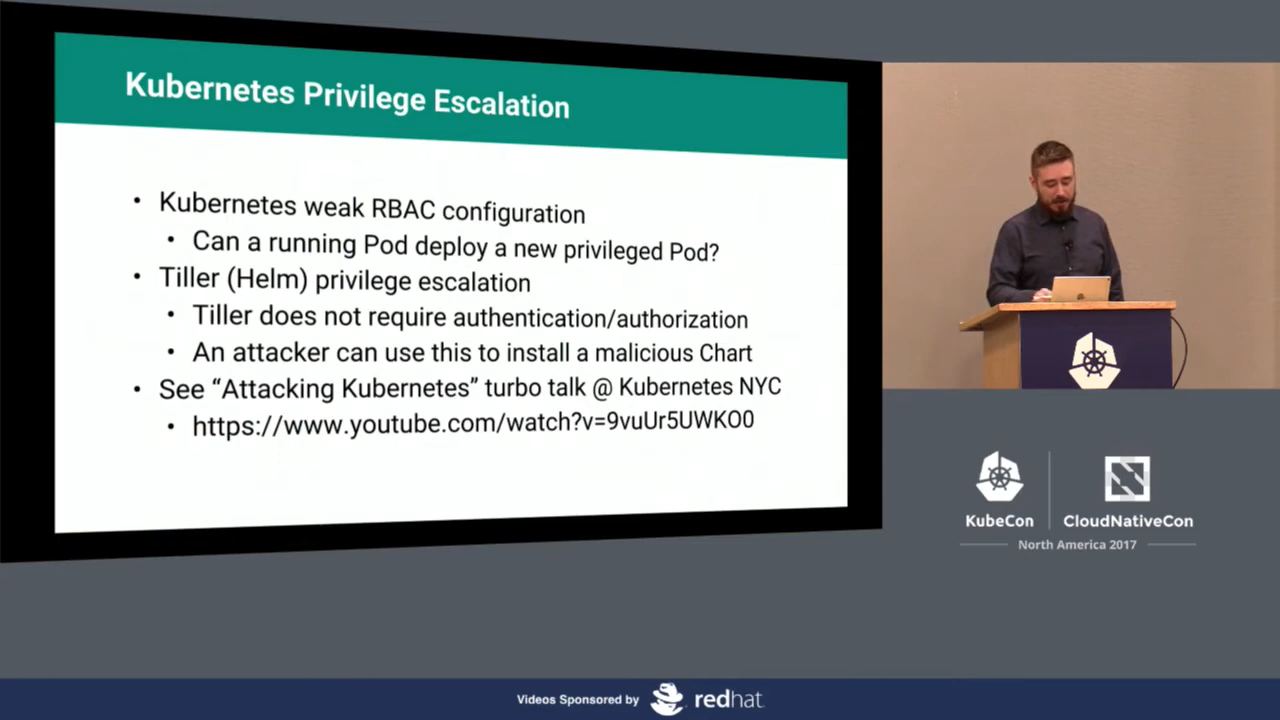 Kubernetes Privilege Escalation
• Kubernetes weak RBAC configuration
• Can a running Pod deploy a new privileged Pod?
• Tiller (Helm) privilege escalation
• Tiller does not require authentication/authorization
• An attacker can use this to install a malicious Chart
• See “Attacking Kubernetes” turbo talk @ Kubernetes NYC
• https://www.youtube.com/watch?v=9vuUr5UWKO0
KubeCon
CloudNativeCon
North America 2017
Videos Sponsored by redhat